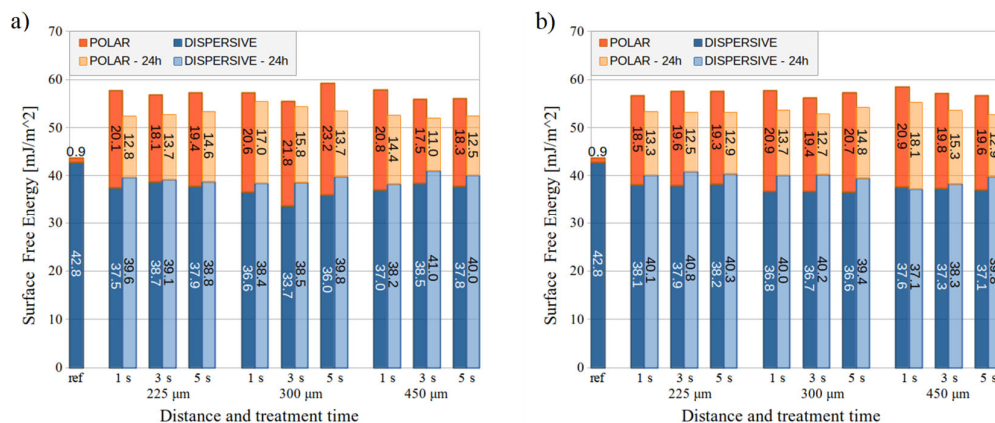 a)
Surface Free Energy [mJ/m^2]
70
60
50
40
30
20
10
0
POLAR DISPERSIVE
POLAR - 24h DISPERSIVE - 24h
0.9
20.1 12.8 18.1 13.7 19.4 14.6 20.6 17.0 21.8 15.8 23.2 13.7 20.8 14.4 17.5 11.0 18.3 12.5
42.8 37.5 39.6 38.7 39.1 37.9 38.8 36.6 38.4 33.7 38.5 36.0 39.8 37.0 38.2 38.5 41.0 37.8 40.0
ref 1 s 3 s 5 s 1 s 3 s 5 s 1 s 3 s 5 s
225 μm 300 μm 450 μm
Distance and treatment time
b)
Surface Free Energy [mJ/m^2]
70
60
50
40
30
20
10
0
POLAR DISPERSIVE
POLAR - 24h DISPERSIVE - 24h
0.9
18.5 13.3 19.6 12.5 19.3 12.9 20.9 13.7 19.4 12.7 20.7 14.8 20.9 18.1 19.8 15.3 19.6 12.9
42.8 38.1 40.1 37.9 40.8 38.2 40.3 36.8 40.0 36.7 40.2 36.6 39.4 37.6 37.1 37.3 38.3 37.1 39.8
ref 1 s 3 s 5 s 1 s 3 s 5 s 1 s 3 s 5 s
225 μm 300 μm 450 μm
Distance and treatment time